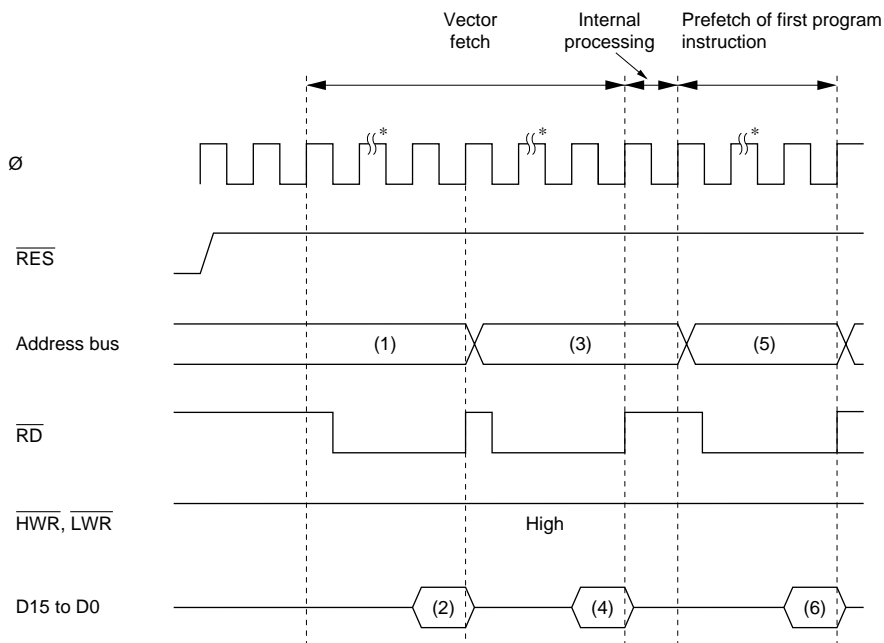 Vector
fetch
Internal
processing
Prefetch of first program
instruction
*
*
*
Ø
RES
Address bus
(1)
(3)
(5)
RD
HWR, LWR
High
D15 to D0
(2)
(4)
(6)